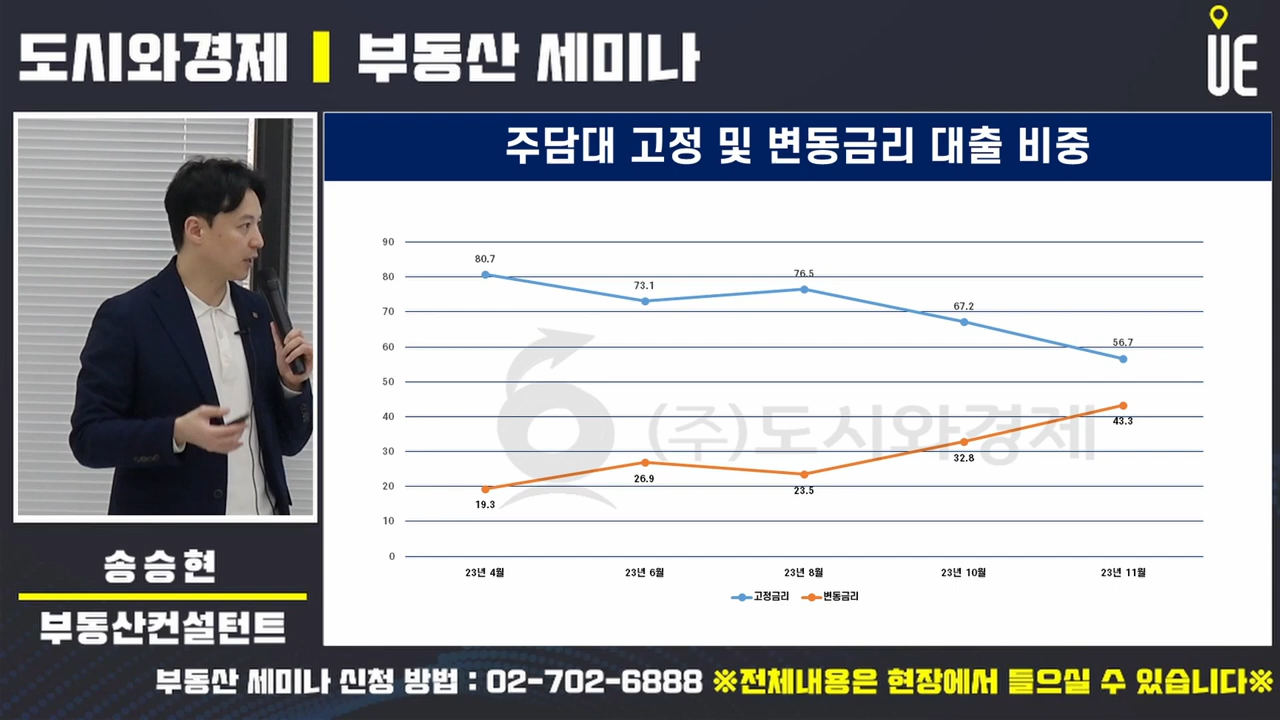 도시와경제 | 부동산 세미나
UE
주담대 고정 및 변동금리 대출 비중
90
80
70
60
50
40
30
20
10
0
80.7
73.1
76.5
67.2
56.7
19.3
26.9
23.5
32.8
43.3
(주)도시와경제
23년 4월
23년 6월
23년 8월
23년 10월
23년 11월
고정금리
변동금리
송승현
부동산컨설턴트
부동산 세미나 신청 방법 : 02-702-6888 ※전체내용은 현장에서 들으실 수 있습니다※